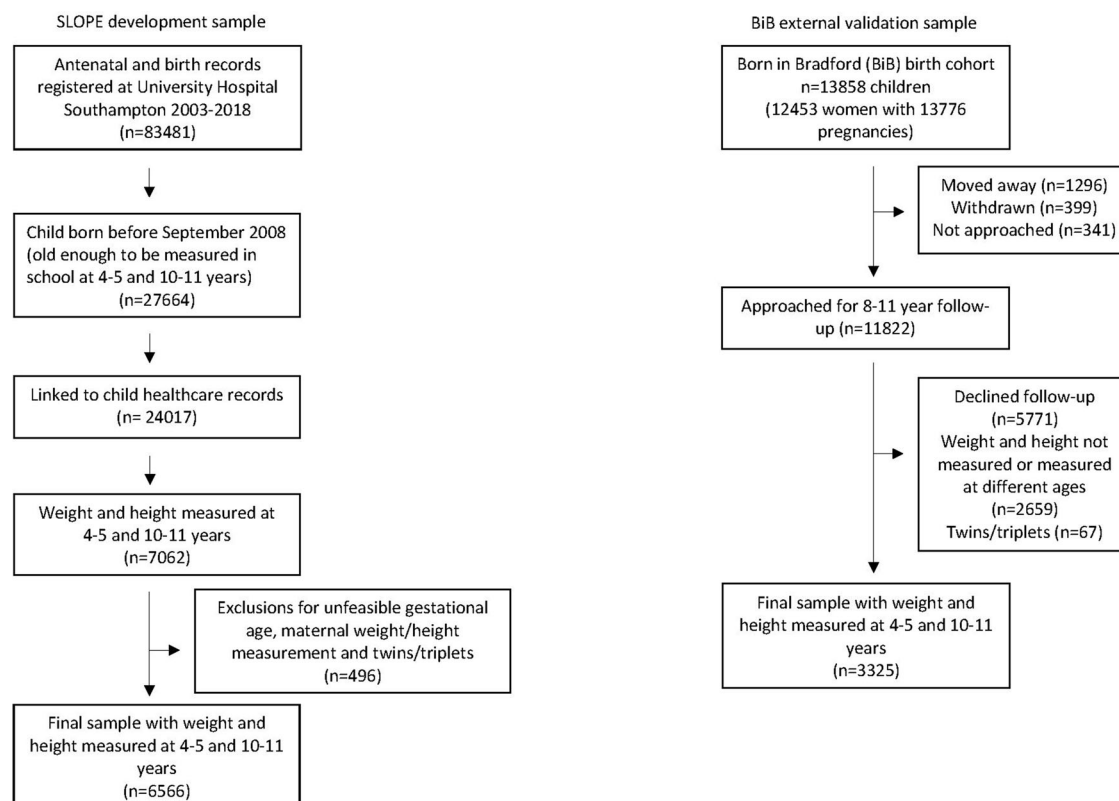 SLOPE development sample
Antenatal and birth records
registered at University Hospital
Southampton 2003-2018
(n=83481)
Child born before September 2008
(old enough to be measured in
school at 4-5 and 10-11 years)
(n=27664)
Linked to child healthcare records
(n= 24017)
Weight and height measured at
4-5 and 10-11 years
(n=7062)
Exclusions for unfeasible gestational
age, maternal weight/height
measurement and twins/triplets
(n=496)
Final sample with weight and
height measured at 4-5 and 10-11
years
(n=6566)
BiB external validation sample
Born in Bradford (BiB) birth cohort
n=13858 children
(12453 women with 13776
pregnancies)
Moved away (n=1296)
Withdrawn (n=399)
Not approached (n=341)
Approached for 8-11 year follow-
up (n=11822)
Declined follow-up
(n=5771)
Weight and height not
measured or measured
at different ages
(n=2659)
Twins/triplets (n=67)
Final sample with weight and
height measured at 4-5 and 10-11
years
(n=3325)